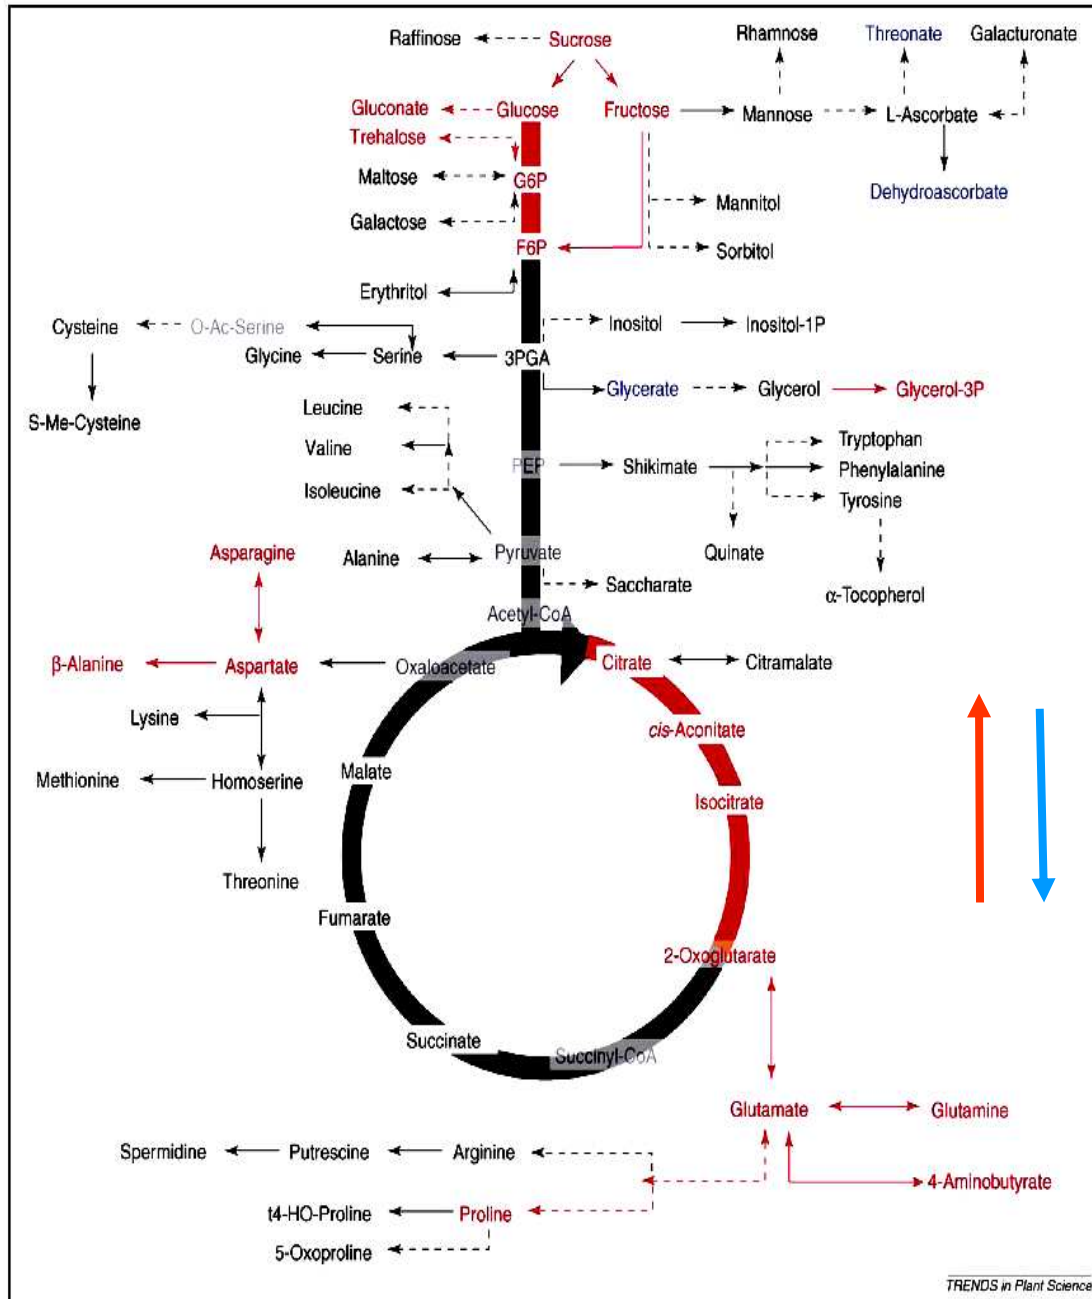 Raffinose
Sucrose
Rhamnose
Threonate
Galacturonate
Gluconate
Glucose
Fructose
Mannose
L-Ascorbate
Trehalose
Maltose
G6P
Dehydroascorbate
Mannitol
Galactose
F6P
Sorbitol
Erythritol
Cysteine
O-Ac-Serine
Inositol
Inositol-1P
Glycine
Serine
3PGA
Glycerate
Glycerol
Glycerol-3P
Leucine
S-Me-Cysteine
Valine
Tryptophan
PEP
Shikimate
Phenylalanine
Isoleucine
Tyrosine
Asparagine
Alanine
Pyruvate
Quinate
Saccharate
α-Tocopherol
Acetyl-CoA
β-Alanine
Aspartate
Oxaloacetate
Citrate
Citramalate
Lysine
cis-Aconitate
Methionine
Homoserine
Malate
Isocitrate
Threonine
Fumarate
2-Oxoglutarate
Succinate
Succinyl-CoA
Glutamate
Glutamine
Spermidine
Putrescine
Arginine
4-Aminobutyrate
t4-HO-Proline
Proline
5-Oxoproline
TRENDS in Plant Science